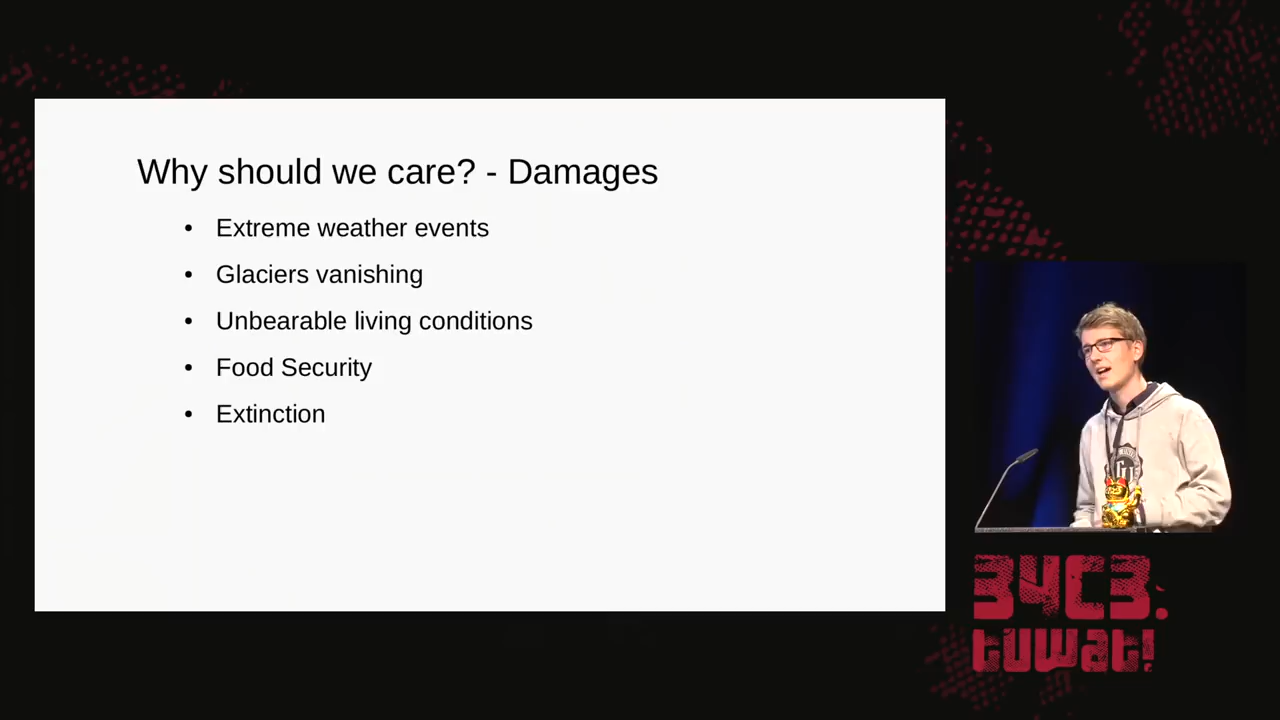 Why should we care? - Damages
• Extreme weather events
• Glaciers vanishing
• Unbearable living conditions
• Food Security
• Extinction
34C3.
tuwat!